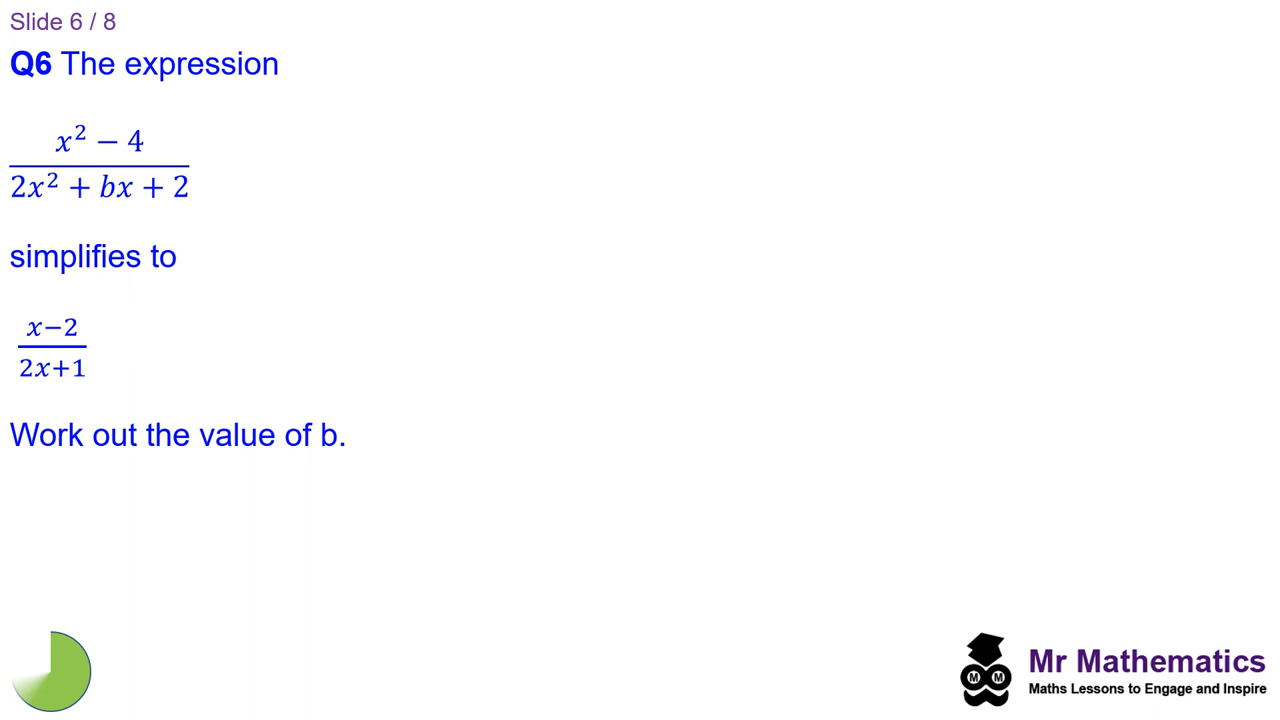 Slide 6 / 8
Q6 The expression
x² − 4
2x² + bx + 2
simplifies to
x−2
2x+1
Work out the value of b.
M M
Mr Mathematics
Maths Lessons to Engage and Inspire